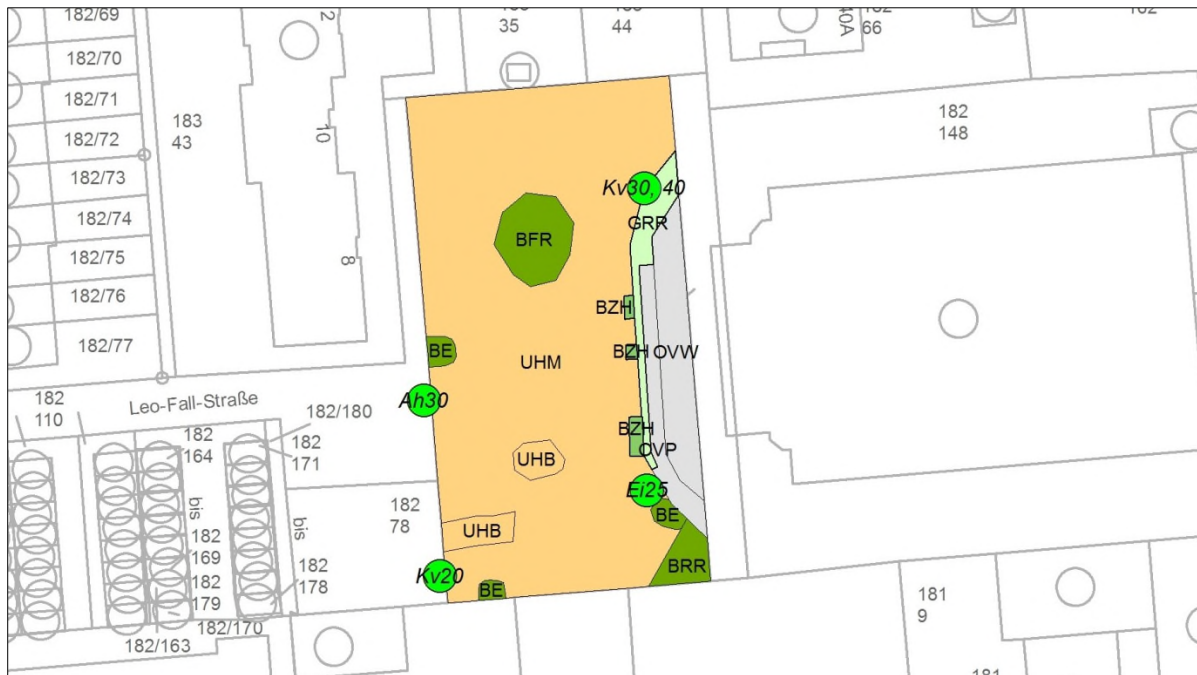 182/69
182/70
182/71
182/72
182/73
182/74
182/75
182/76
182/77
183
43
2
10
8
35
44
40A
66
182
148
Kv30, 40
GRR
BFR
BZH
BZH
OVW
BE
UHM
Ah30
BZH
OVP
UHB
Ei25
BE
UHB
BRR
Kv20
BE
Leo-Fall-Straße
182
110
182/180
182
164
182
171
bis
bis
182
78
182
169
182
179
182
178
182/170
182/163
181
9
181